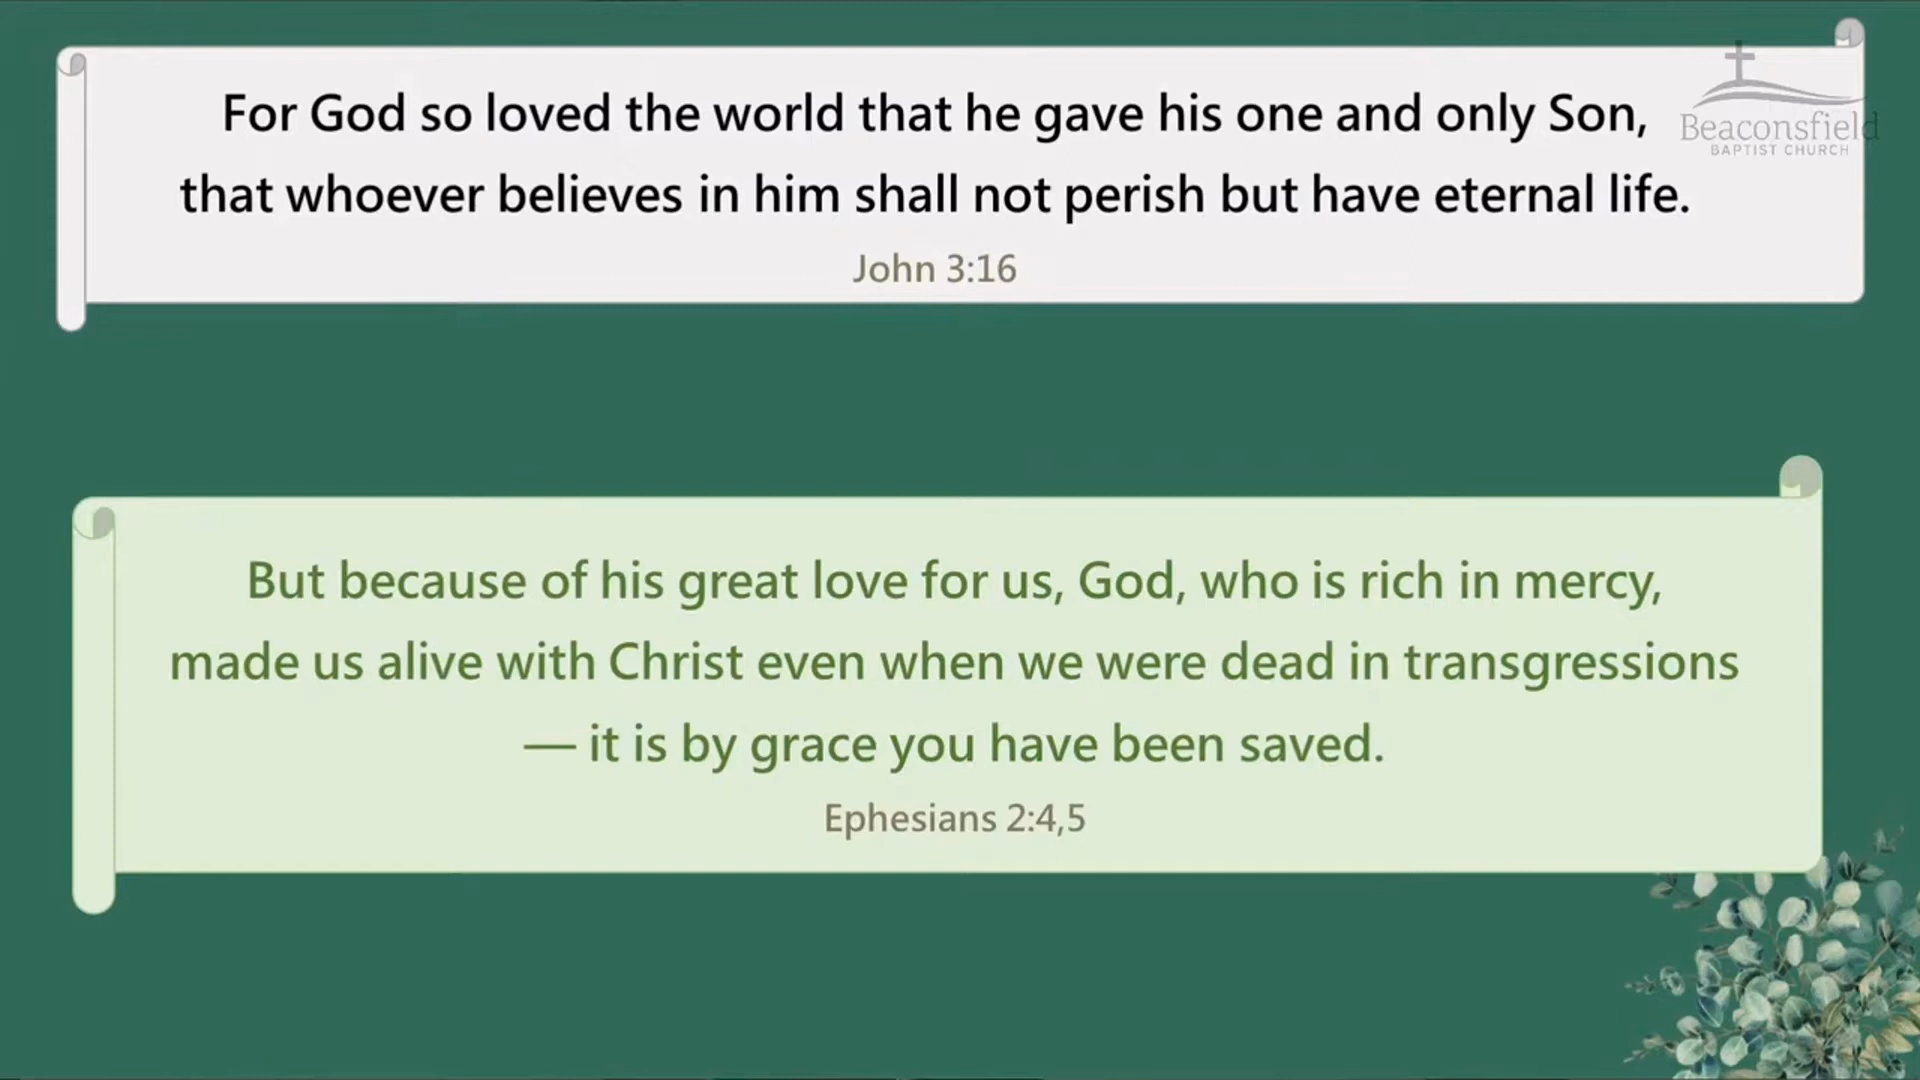 For God so loved the world that he gave his one and only Son,
that whoever believes in him shall not perish but have eternal life.
John 3:16
Beaconsfield
BAPTIST CHURCH
But because of his great love for us, God, who is rich in mercy,
made us alive with Christ even when we were dead in transgressions
— it is by grace you have been saved.
Ephesians 2:4,5